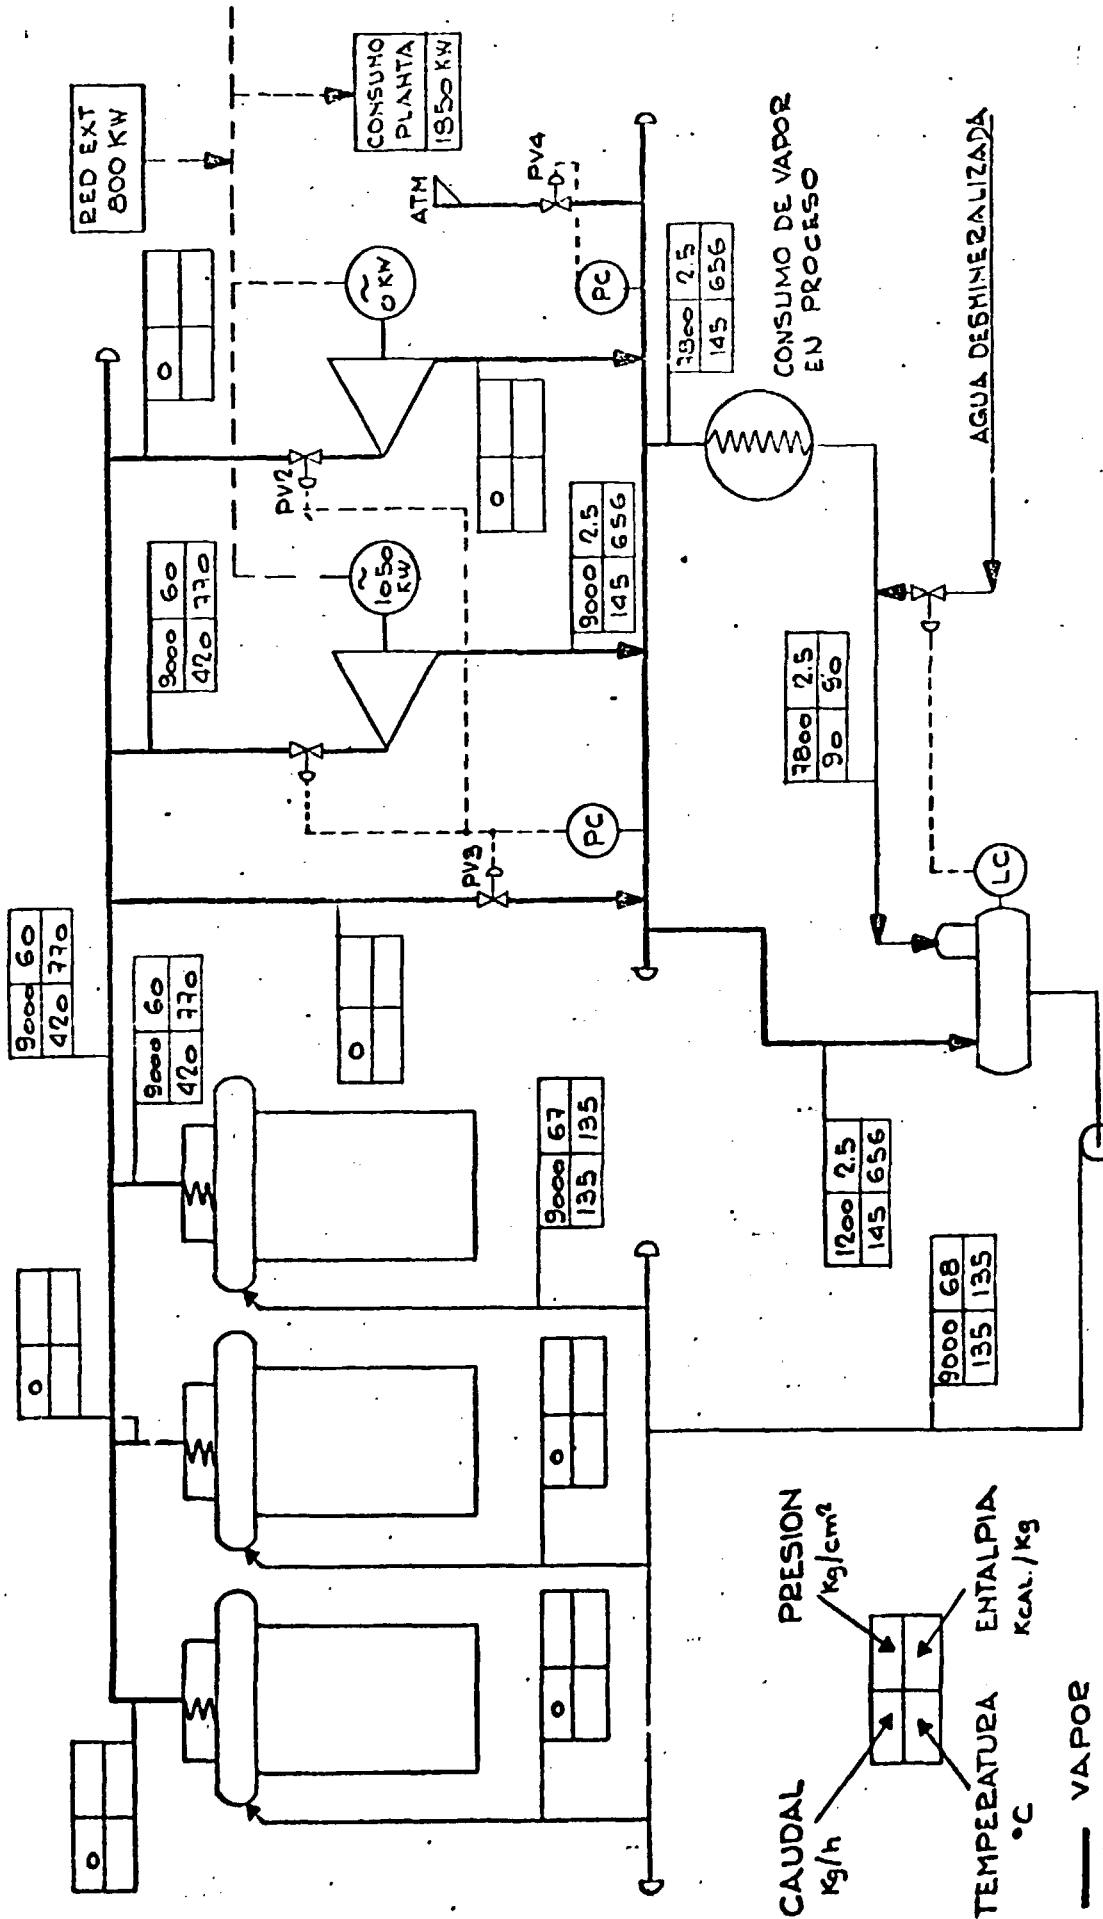 9000 60
420 770
0
0
9000 60
420 770
9000 60
420 770
0
RED EXT
800 KW
CONSUMO
PLANTA
1850 KW
0
PV2
~
1050
KW
~
0 KW
ATM
PV4
0
PV3
PC
PC
0
0
9000 67
135 135
9000 2.5
145 656
7800 2.5
145 656
CONSUMO DE VAPOR
EN PROCESO
7800 2.5
90 90
1200 2.5
145 656
LC
AGUA DESMINERALIZADA
9000 68
135 135
CAUDAL
Kg/h
PRESION
Kg/cm²
TEMPERATURA
°C
ENTALPIA
KCAL./Kg
VAPOR